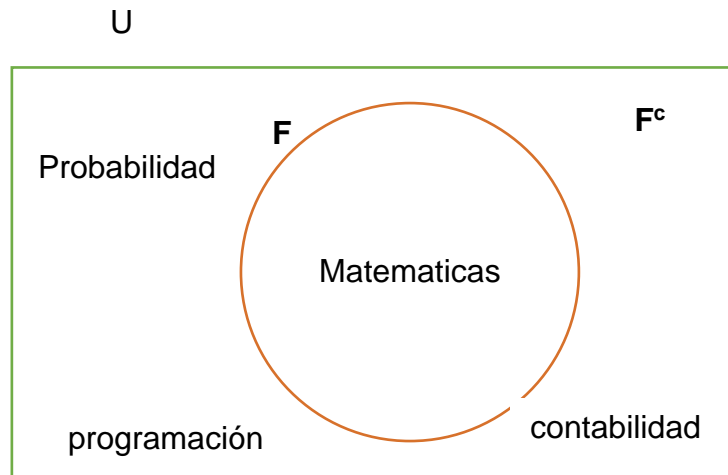 U
F
Fᶜ
Probabilidad
Matematicas
programación
contabilidad